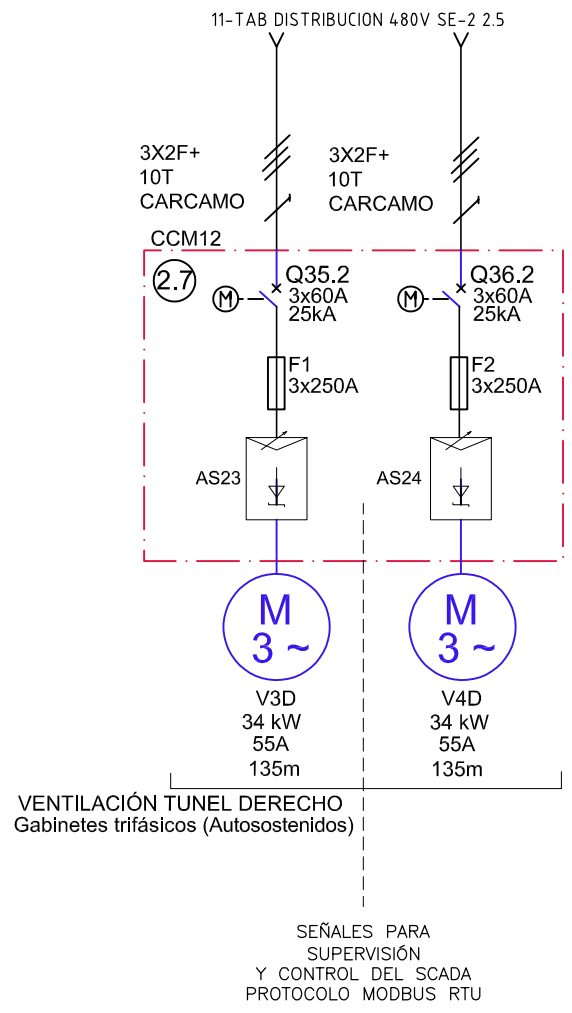 11-TAB DISTRIBUCION 480V SE-2 2.5
3X2F+
10T
CARCAMO
3X2F+
10T
CARCAMO
CCM12
2.7
M
Q35.2
3x60A
25kA
M
Q36.2
3x60A
25kA
F1
3x250A
F2
3x250A
AS23
AS24
M
3 ~
M
3 ~
V3D
34 kW
55A
135m
V4D
34 kW
55A
135m
VENTILACIÓN TUNEL DERECHO
Gabinetes trifásicos (Autosostenidos)
SEÑALES PARA
SUPERVISIÓN
Y CONTROL DEL SCADA
PROTOCOLO MODBUS RTU